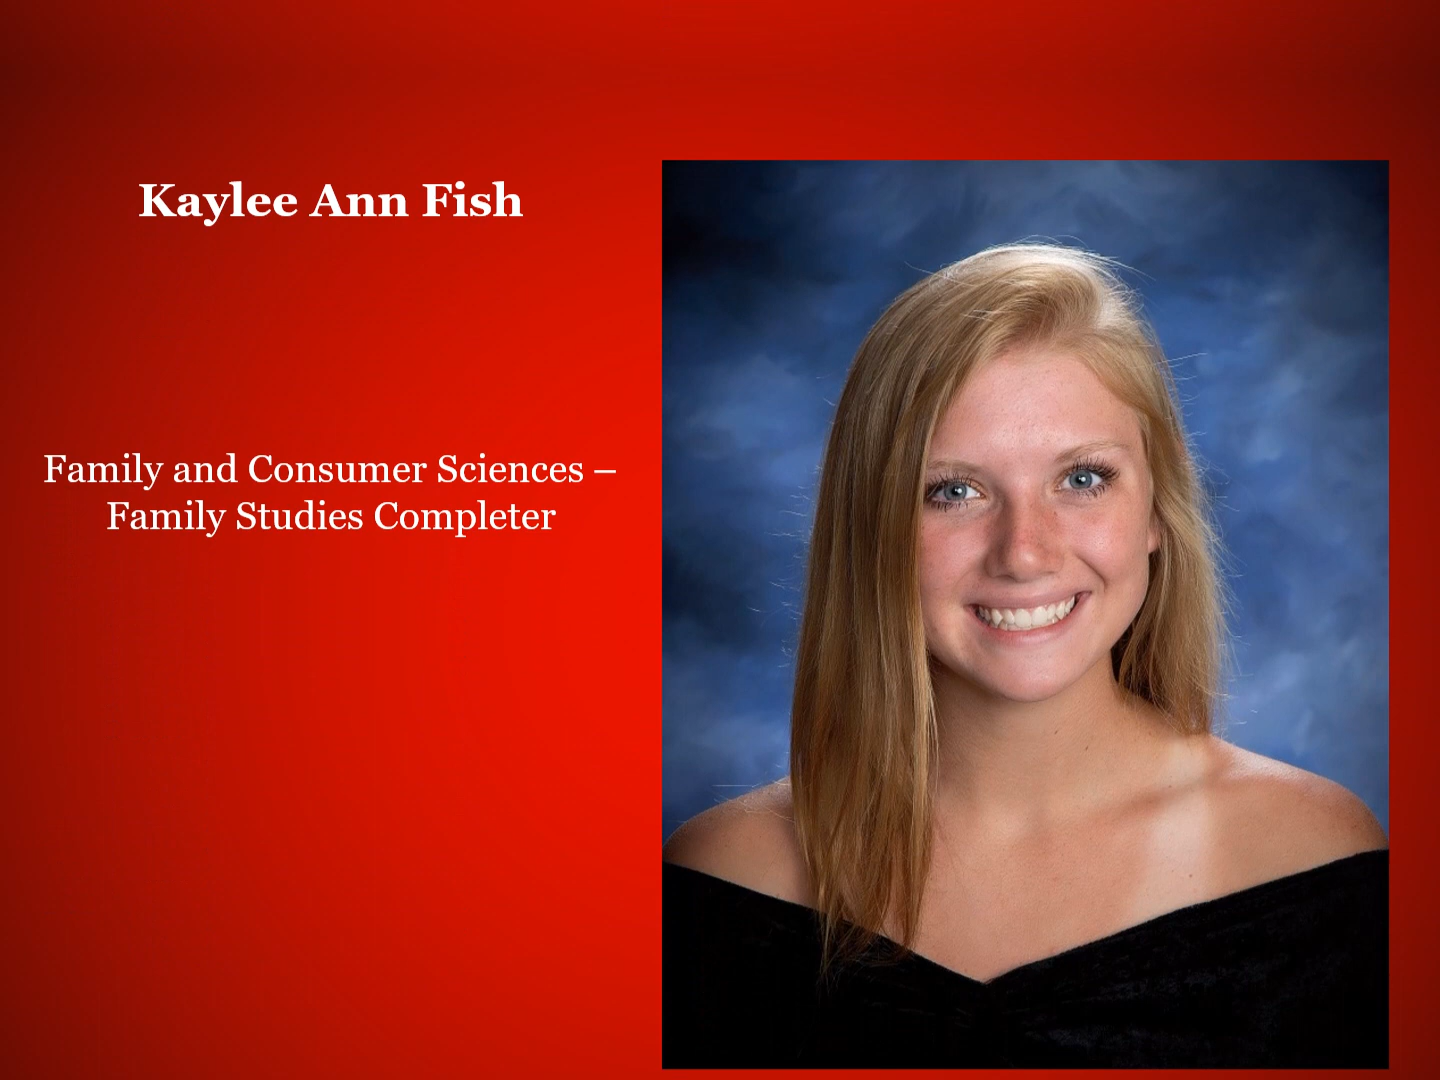 Kaylee Ann Fish
Family and Consumer Sciences –
Family Studies Completer